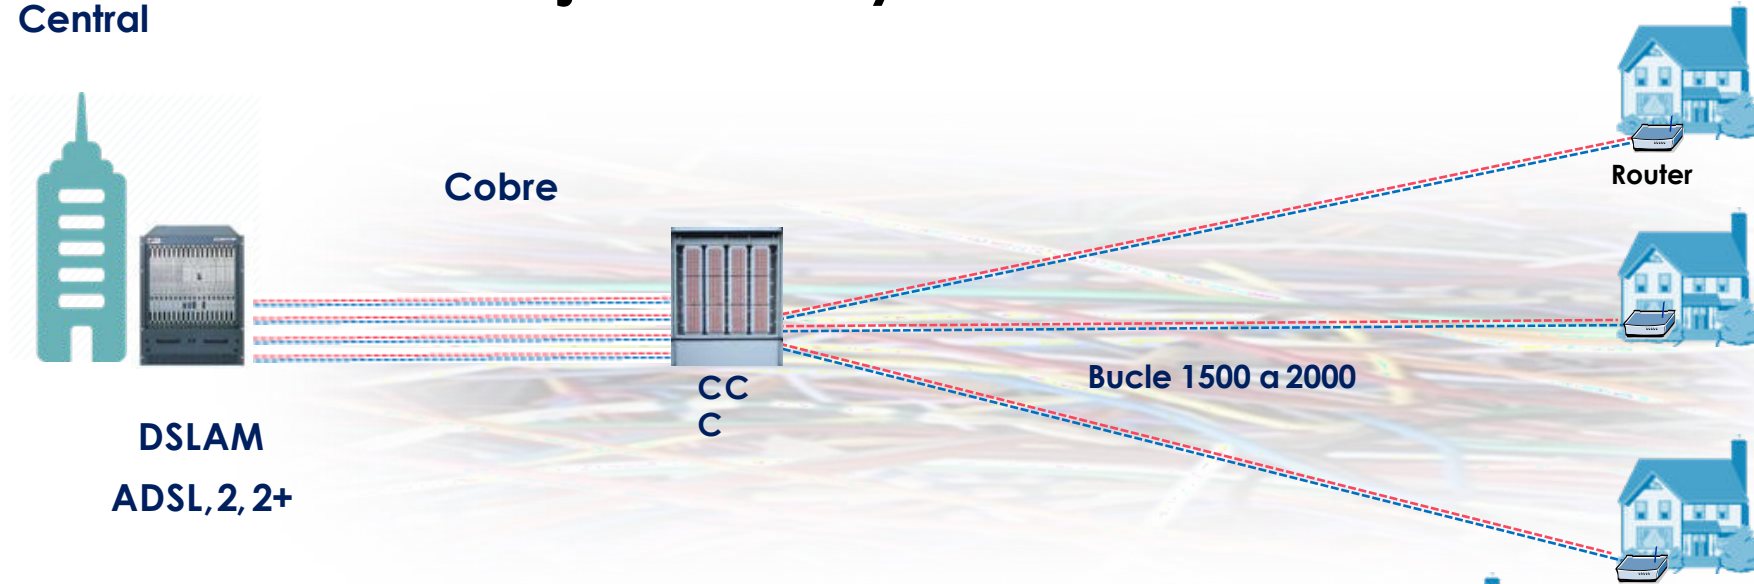 Central
Cobre
Router
CC
C
Bucle 1500 a 2000
DSLAM
ADSL,2,2+